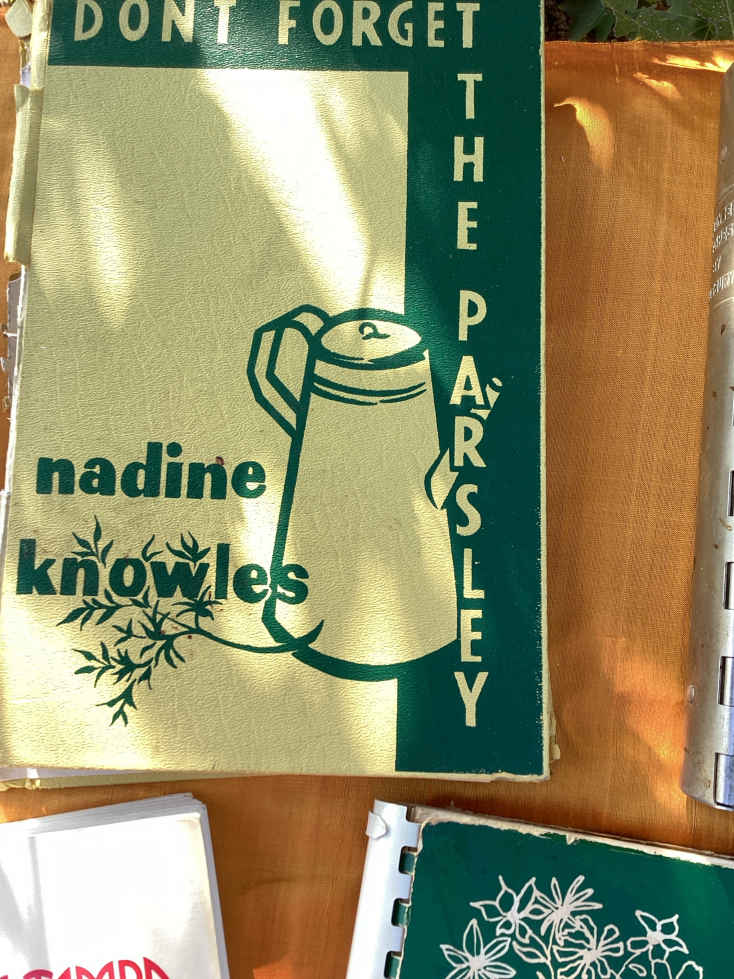 DONT FORGET
THE
PARSLEY
nadine
knowles